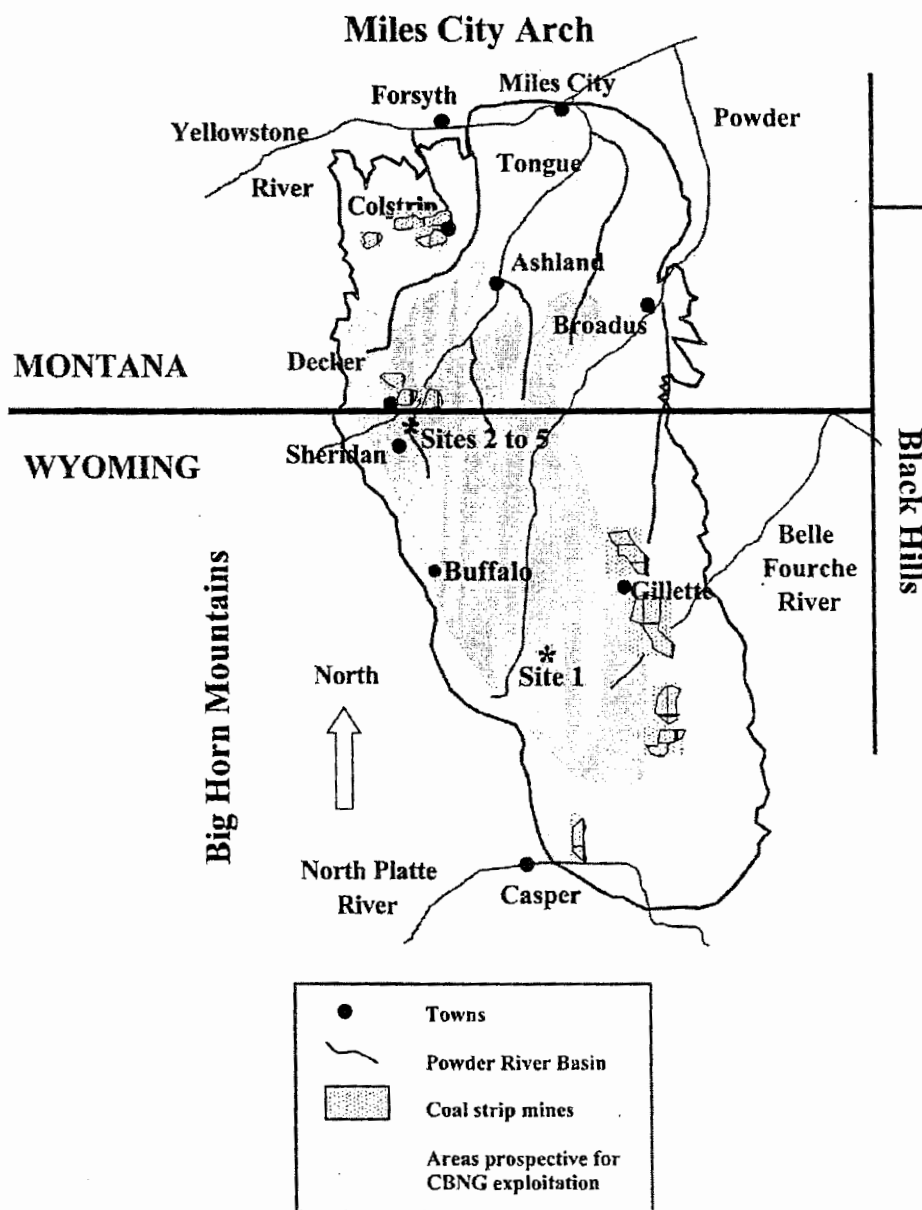 Miles City Arch
Miles City
Forsyth
Powder
Yellowstone
Tongue
River
Colstrip
Ashland
Broadus
Decker
MONTANA
Sites 2 to 5
Sheridan
WYOMING
Black Hills
Belle
Fourche
River
Buffalo
Gillette
Big Horn Mountains
North
Site 1
North Platte
River
Casper
Towns
Powder River Basin
Coal strip mines
Areas prospective for
CBNG exploitation